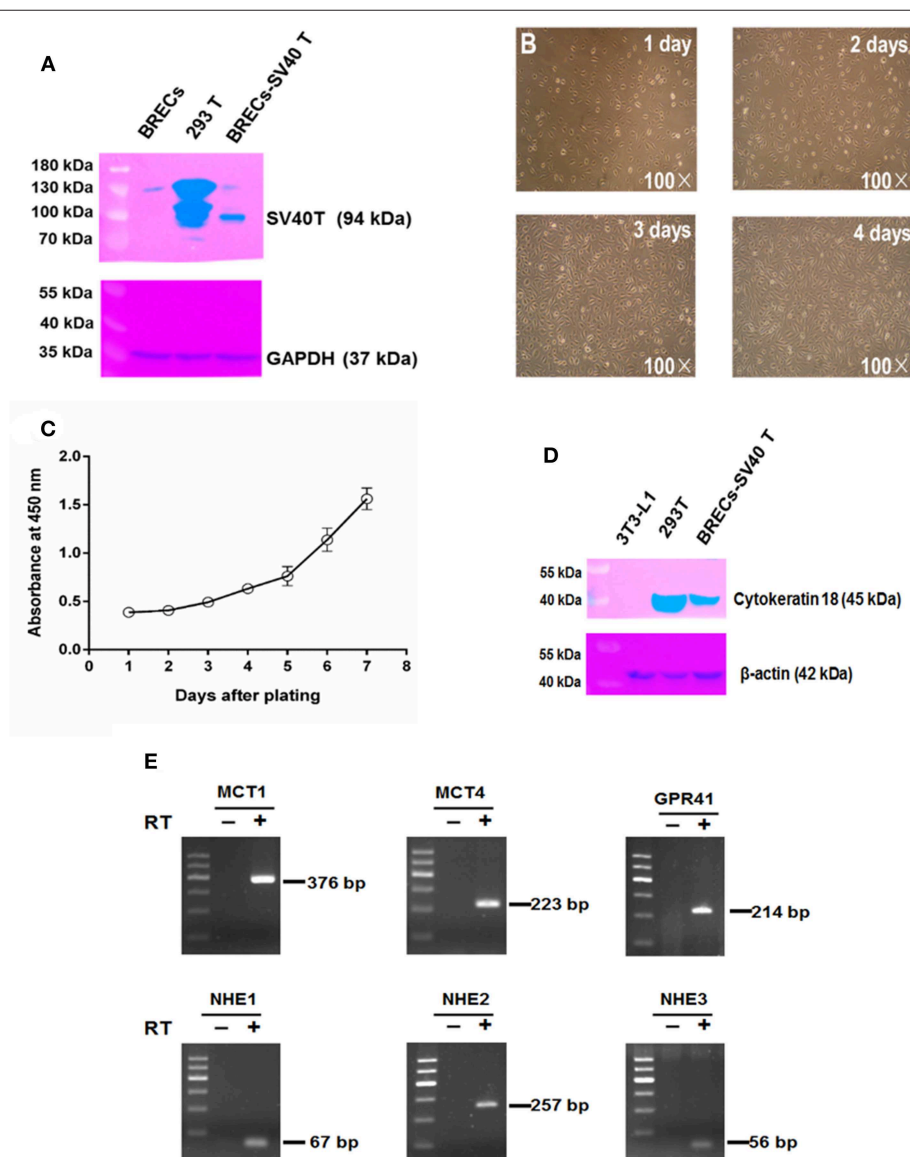 A
BRECs
293 T
BRECs-SV40 T
180 kDa
130 kDa
100 kDa
70 kDa
SV40T (94 kDa)
55 kDa
40 kDa
35 kDa
GAPDH (37 kDa)
B
1 day
100×
2 days
100×
3 days
100×
4 days
100×
C
Absorbance at 450 nm
2.0
1.5
1.0
0.5
0.0
0 1 2 3 4 5 6 7 8
Days after plating
D
3T3-L1
293T
BRECs-SV40 T
55 kDa
40 kDa
Cytokeratin 18 (45 kDa)
55 kDa
40 kDa
β-actin (42 kDa)
E
MCT1
RT − +
376 bp
MCT4
− +
223 bp
GPR41
− +
214 bp
NHE1
RT − +
67 bp
NHE2
− +
257 bp
NHE3
− +
56 bp